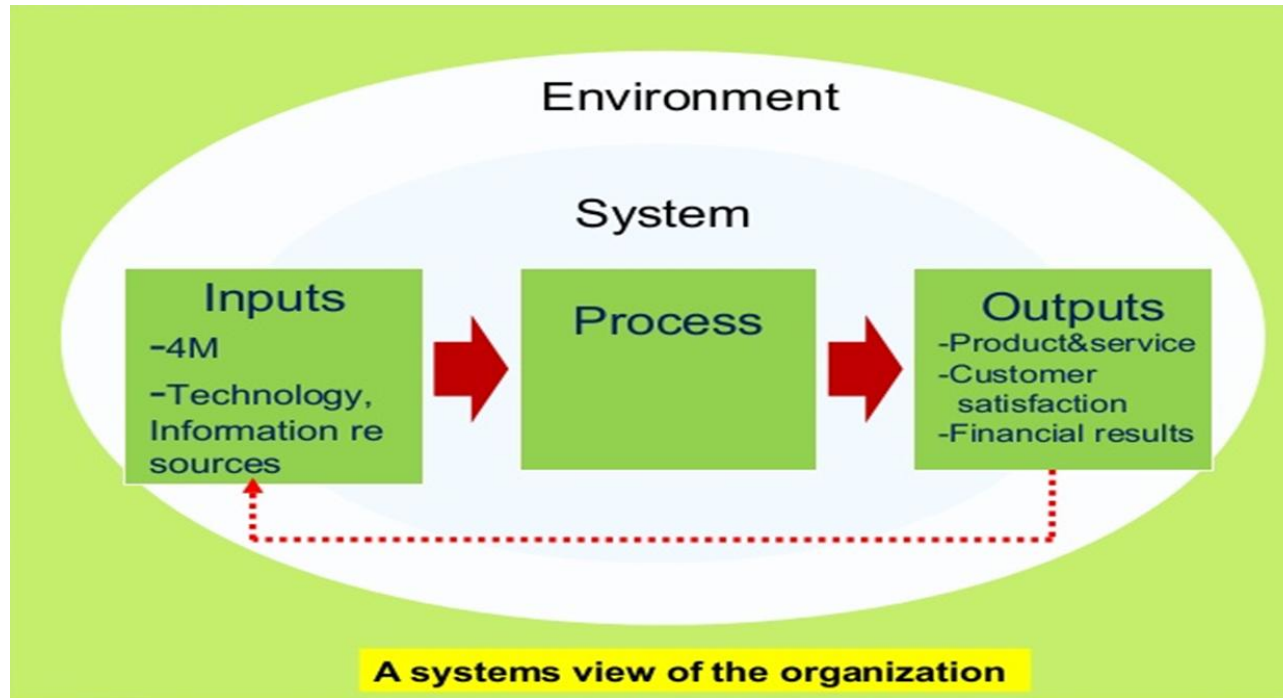 Environment
System
Inputs
-4M
-Technology,
Information re
sources
Process
Outputs
-Product&service
-Customer
satisfaction
-Financial results
A systems view of the organization